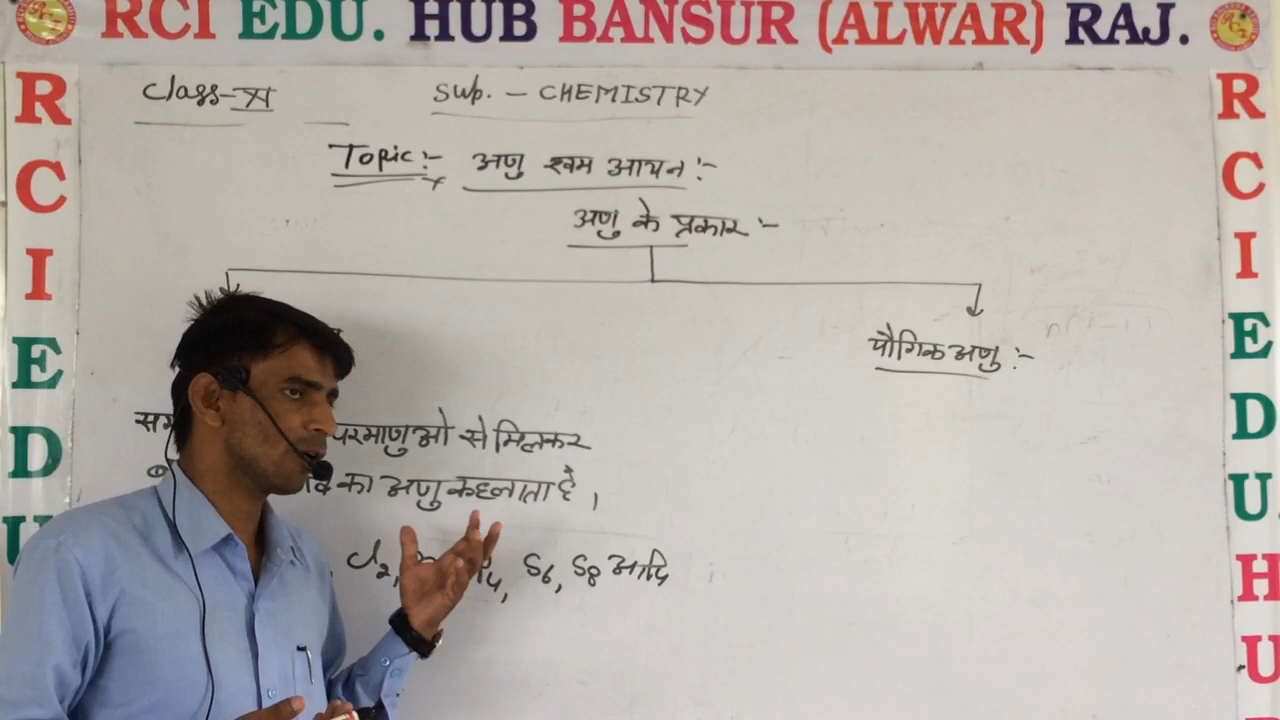 RCI EDU. HUB BANSUR (ALWAR) RAJ.
Class-XI Sub. - CHEMISTRY
Topic:- अणु एवम आयन :-
अणु के प्रकार :-
यौगिक अणु :-
परमाणुओ से मिलकर
का अणु कहलाता है ,
Cl2, S6, S8 आदि
R
C
I
E
D
U
R
C
I
E
D
U
H
U